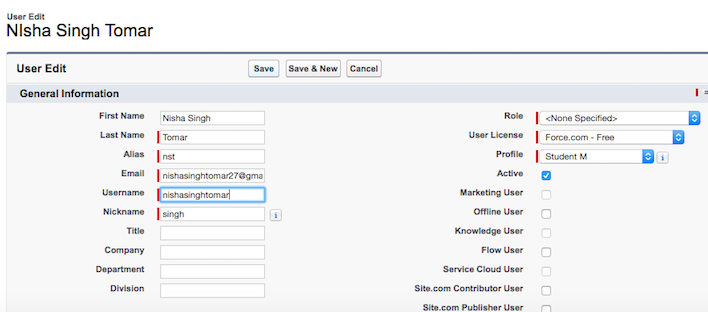 User Edit
NIsha Singh Tomar
User Edit Save Save & New Cancel
General Information
First Name Nisha Singh Role <None Specified>
Last Name Tomar User License Force.com - Free
Alias nst Profile Student M i
Email nishasinghtomar27@gma Active
Username nishasinghtomar Marketing User
Nickname singh i Offline User
Title Knowledge User
Company Flow User
Department Service Cloud User
Division Site.com Contributor User
Site.com Publisher User